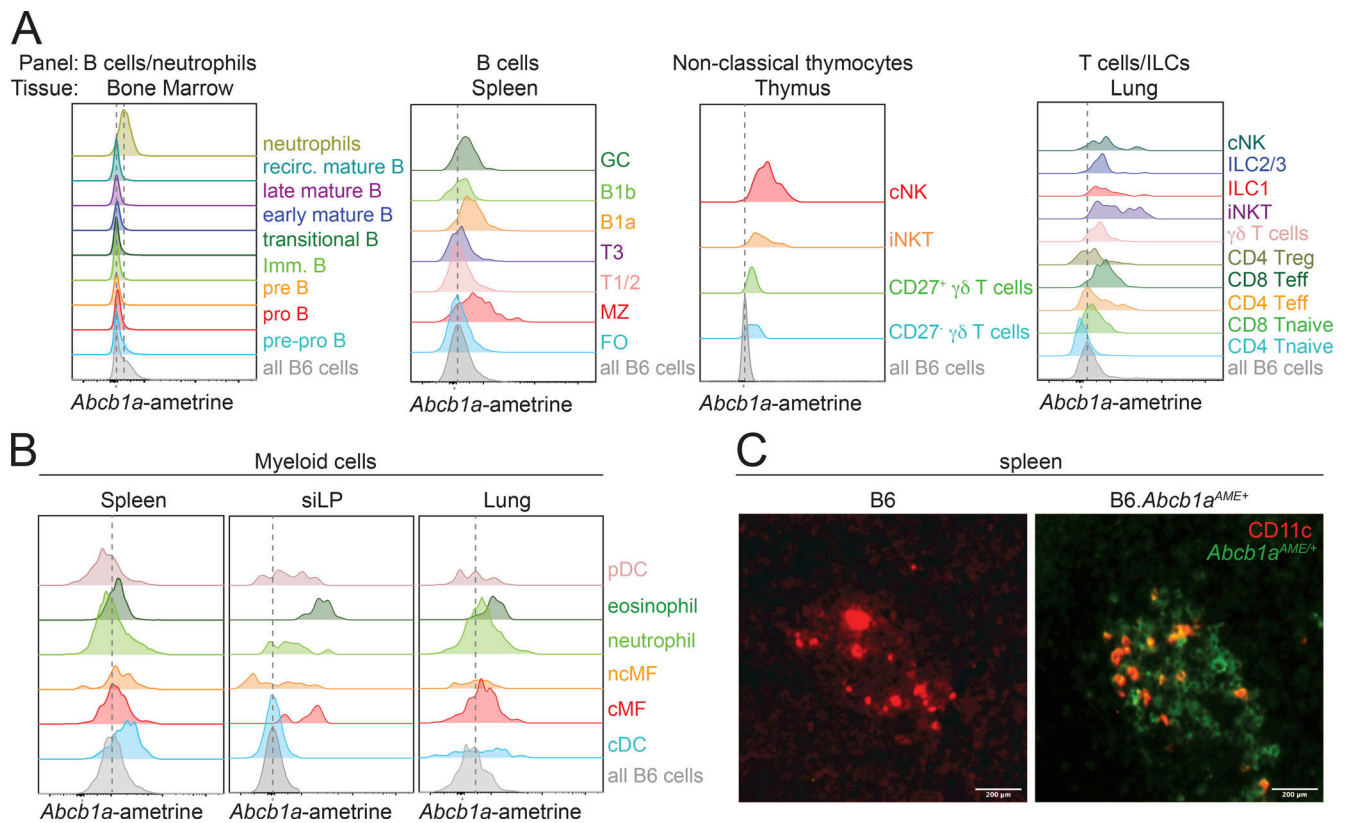 A
Panel: B cells/neutrophils
Tissue: Bone Marrow
neutrophils
recirc. mature B
late mature B
early mature B
transitional B
Imm. B
pre B
pro B
pre-pro B
all B6 cells
Abcb1a-ametrine
B cells
Spleen
GC
B1b
B1a
T3
T1/2
MZ
FO
all B6 cells
Abcb1a-ametrine
Non-classical thymocytes
Thymus
cNK
iNKT
CD27+ γδ T cells
CD27- γδ T cells
all B6 cells
Abcb1a-ametrine
T cells/ILCs
Lung
cNK
ILC2/3
ILC1
iNKT
γδ T cells
CD4 Treg
CD8 Teff
CD4 Teff
CD8 Tnaive
CD4 Tnaive
all B6 cells
Abcb1a-ametrine
B
Myeloid cells
Spleen
siLP
Lung
pDC
eosinophil
neutrophil
ncMF
cMF
cDC
all B6 cells
Abcb1a-ametrine
Abcb1a-ametrine
Abcb1a-ametrine
C
spleen
B6
B6.Abcb1aAME+
CD11c
Abcb1aAME/+
200 µm
200 µm